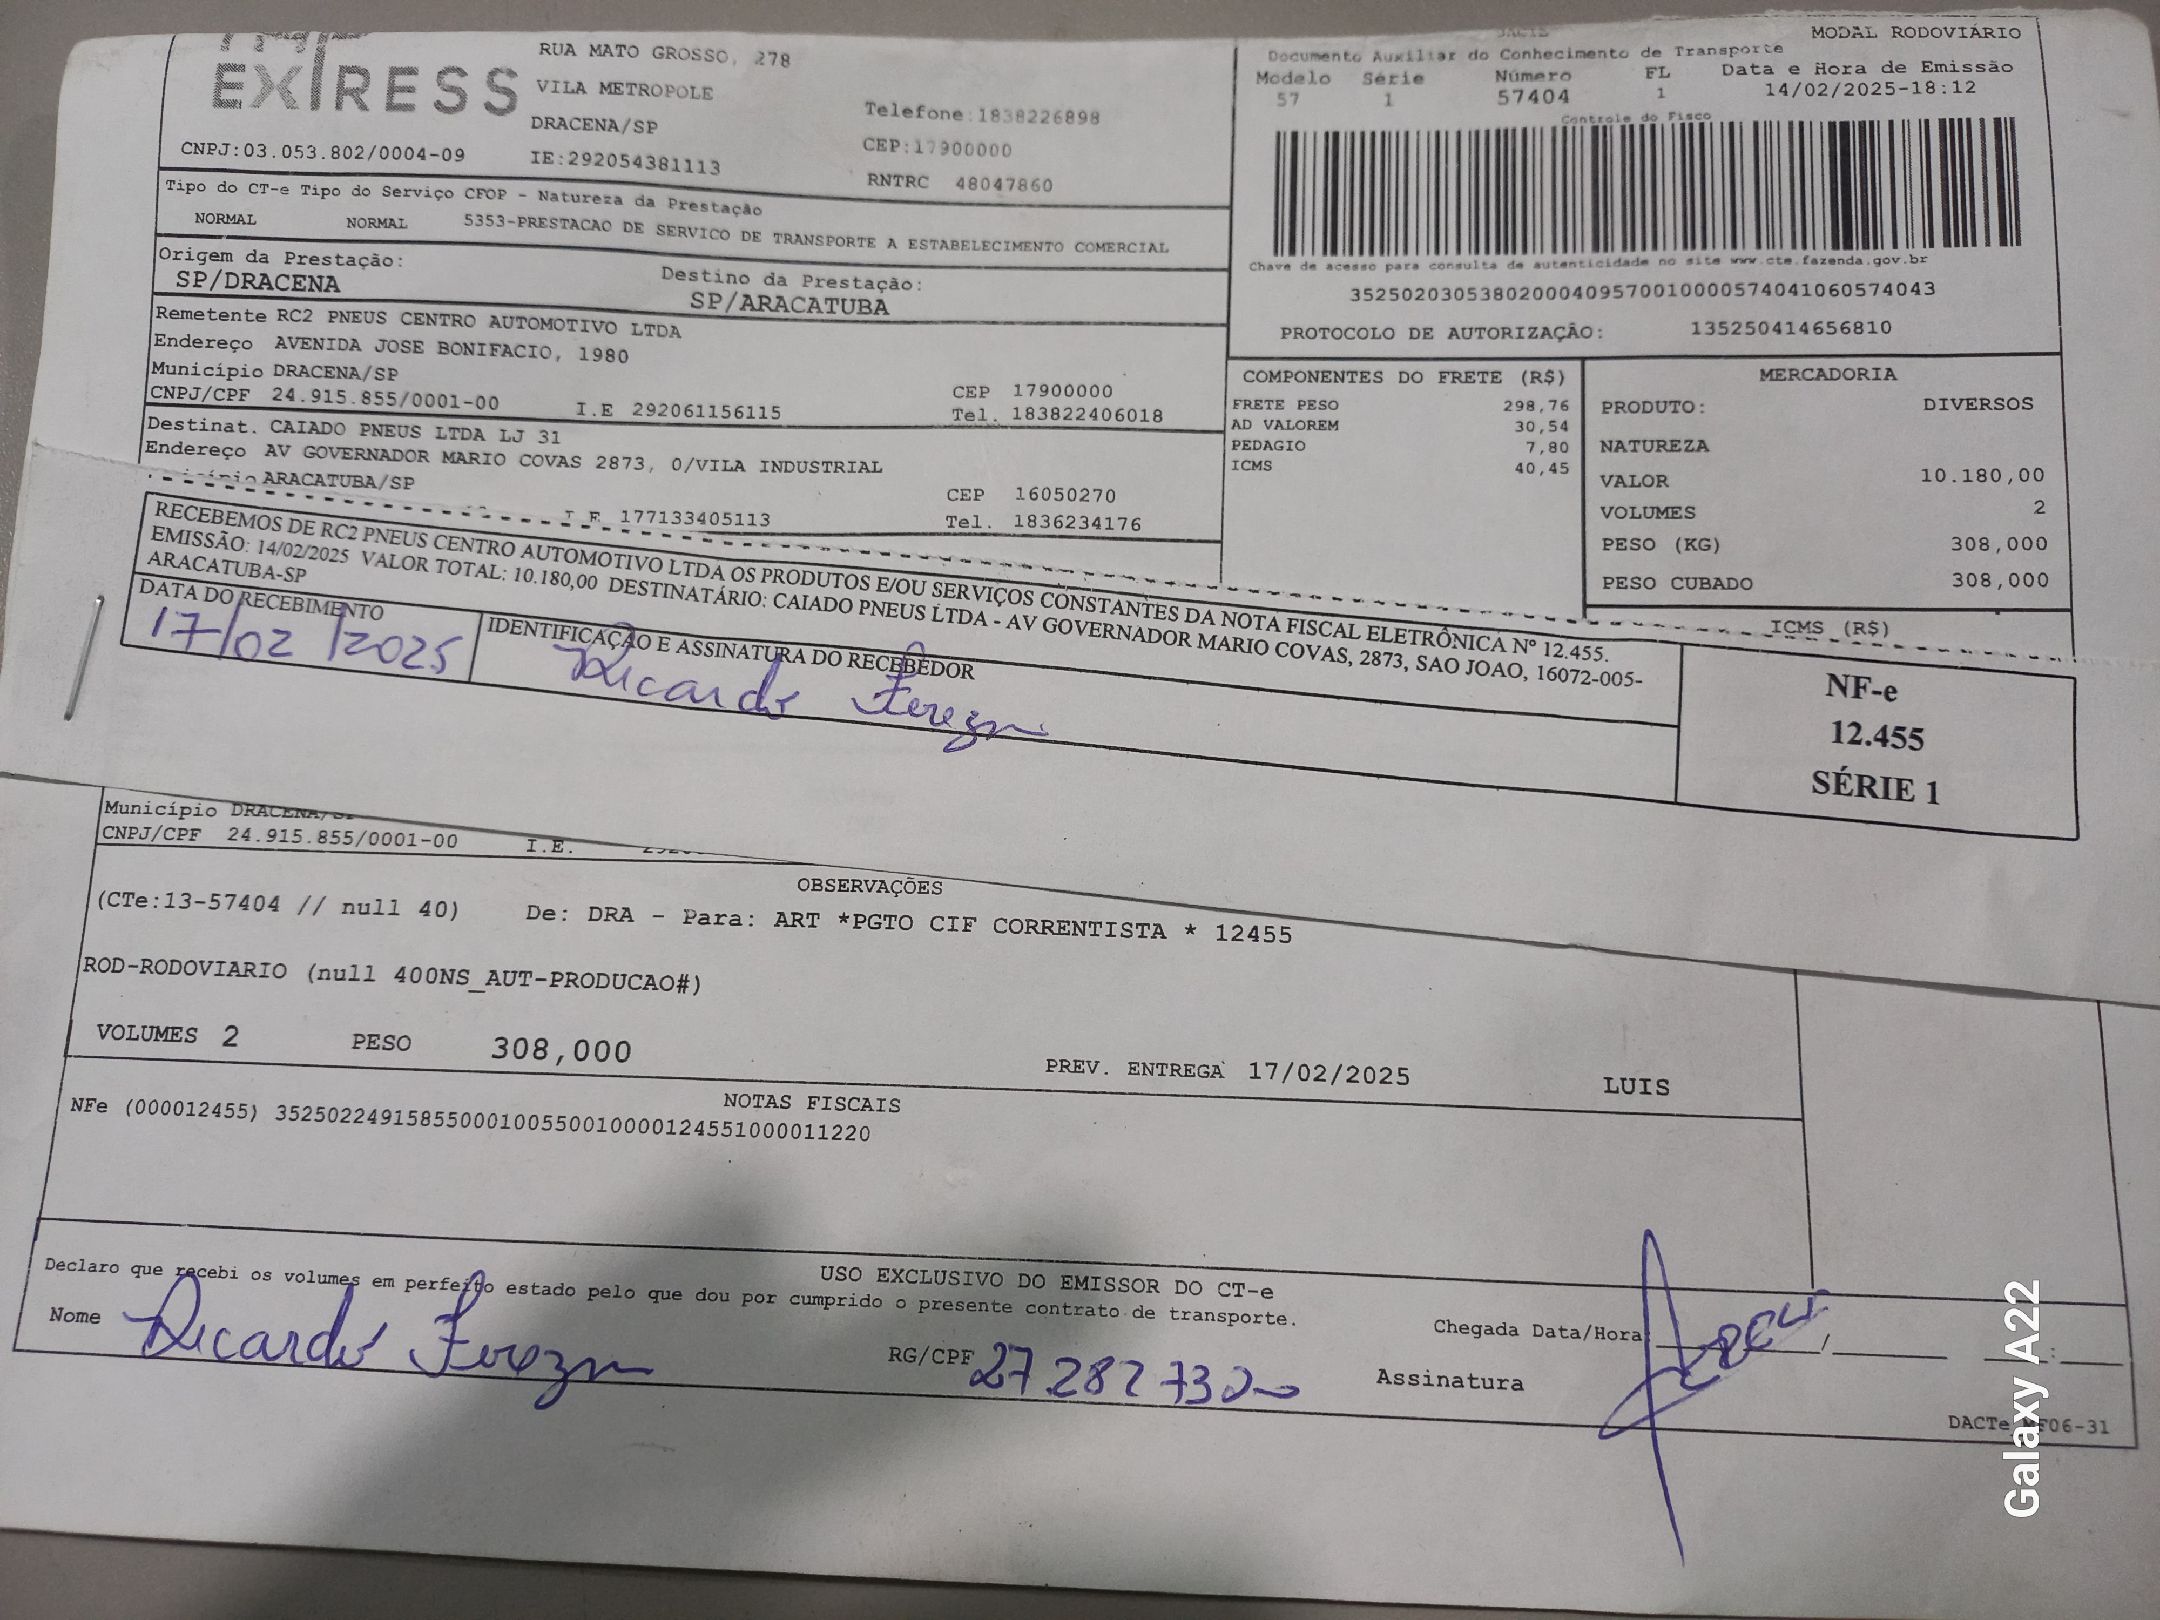 EXPRESS
RUA MATO GROSSO, 278
VILA METROPOLE
DRACENA/SP
CNPJ:03.053.802/0004-09
IE:292054381113
Telefone:1838226898
CEP:17900000
RNTRC 48047860
MODAL RODOVIÁRIO
Documento Auxiliar do Conhecimento de Transporte
Modelo Série Número FL Data e Hora de Emissão
57 1 57404 1 14/02/2025-18:12
Controle do Fisco
Chave de acesso para consulta de autenticidade no site www.cte.fazenda.gov.br
35250203053802000409570010000574041060574043
PROTOCOLO DE AUTORIZAÇÃO: 135250414656810
Tipo do CT-e Tipo do Serviço CFOP - Natureza da Prestação
NORMAL NORMAL 5353-PRESTACAO DE SERVICO DE TRANSPORTE A ESTABELECIMENTO COMERCIAL
Origem da Prestação: Destino da Prestação:
SP/DRACENA SP/ARACATUBA
Remetente RC2 PNEUS CENTRO AUTOMOTIVO LTDA
Endereço AVENIDA JOSE BONIFACIO, 1980
Município DRACENA/SP CEP 17900000
CNPJ/CPF 24.915.855/0001-00 I.E 292061156115 Tel. 183822406018
Destinat. CAIADO PNEUS LTDA LJ 31
Endereço AV GOVERNADOR MARIO COVAS 2873, 0/VILA INDUSTRIAL
ARACATUBA/SP CEP 16050270
177133405113 Tel. 1836234176
COMPONENTES DO FRETE (R$)
FRETE PESO 298,76
AD VALOREM 30,54
PEDAGIO 7,80
ICMS 40,45
MERCADORIA
PRODUTO: DIVERSOS
NATUREZA
VALOR 10.180,00
VOLUMES 2
PESO (KG) 308,000
PESO CUBADO 308,000
ICMS (R$)
RECEBEMOS DE RC2 PNEUS CENTRO AUTOMOTIVO LTDA OS PRODUTOS E/OU SERVIÇOS CONSTANTES DA NOTA FISCAL ELETRÔNICA Nº 12.455.
EMISSÃO: 14/02/2025 VALOR TOTAL: 10.180,00 DESTINATÁRIO: CAIADO PNEUS LTDA - AV GOVERNADOR MARIO COVAS, 2873, SAO JOAO, 16072-005-
ARACATUBA-SP
DATA DO RECEBIMENTO
17/02/2025
IDENTIFICAÇÃO E ASSINATURA DO RECEBEDOR
Ricardo
NF-e
12.455
SÉRIE 1
Município DRACENA/SP
CNPJ/CPF 24.915.855/0001-00 I.E.
OBSERVAÇÕES
(CTe:13-57404 // null 40) De: DRA - Para: ART *PGTO CIF CORRENTISTA * 12455
ROD-RODOVIARIO (null 400NS_AUT-PRODUCAO#)
VOLUMES 2 PESO 308,000 PREV. ENTREGA 17/02/2025 LUIS
NOTAS FISCAIS
NFe (000012455) 35250224915855000100550010000124551000011220
USO EXCLUSIVO DO EMISSOR DO CT-e
Declaro que recebi os volumes em perfeito estado pelo que dou por cumprido o presente contrato de transporte.
Nome Ricardo
RG/CPF
Chegada Data/Hora / :
Assinatura
DACTe MF06-31
Galaxy A22